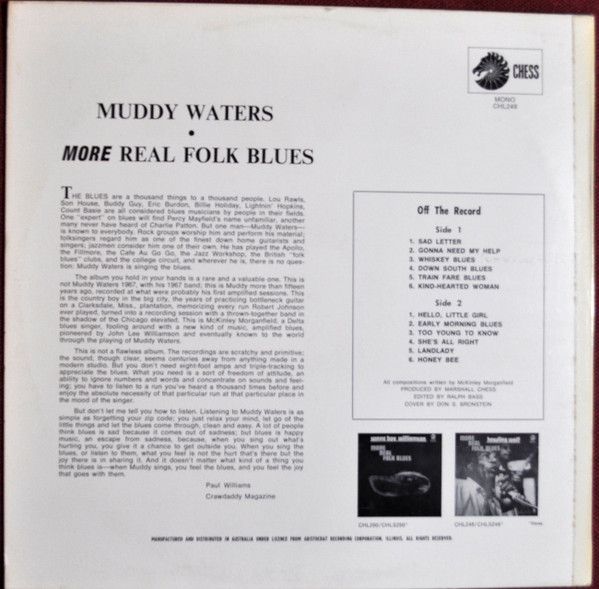 CHESS
MONO
CHL249
MUDDY WATERS
•
MORE REAL FOLK BLUES
THE BLUES are a thousand things to a thousand people. Lou Rawls,
Son House, Buddy Guy, Eric Burdon, Billie Holiday, Lightnin' Hopkins,
Count Basie are all considered blues musicians by people in their fields.
One "expert" on blues will find Percy Mayfield's name unfamiliar, another
many never have heard of Charlie Patton. But one man—Muddy Waters—
is known to everybody. Rock groups worship him and perform his material;
folksingers regard him as one of the finest down home guitarists and
singers; jazzmen consider him one of their own. He has played the Apollo,
the Fillmore, the Cafe Au Go Go, the Jazz Workshop, the British "folk
blues" clubs, and the college circuit, and wherever he is, there is no ques-
tion: Muddy Waters is singing the blues.
The album you hold in your hands is a rare and a valuable one. This is
not Muddy Waters 1967, with his 1967 band; this is Muddy more than fifteen
years ago, recorded at what were probably his first amplified sessions. This
is the country boy in the big city, the years of practicing bottleneck guitar
on a Clarksdale, Miss., plantation, memorizing every run Robert Johnson
ever played, turned into a recording session with a thrown-together band in
the shadow of the Chicago elevated. This is McKinley Morganfield, a Delta
blues singer, fooling around with a new kind of music, amplified blues,
pioneered by John Lee Williamson and eventually known to the world
through the playing of Muddy Waters.
This is not a flawless album. The recordings are scratchy and primitive;
the sound, though clear, seems centuries away from anything made in a
modern studio. But you don't need eight-foot amps and triple-tracking to
appreciate the blues. What you need is a sort of freedom of attitude, an
ability to ignore numbers and words and concentrate on sounds and feel-
ing; you have to listen to a run you've heard a thousand times before and
enjoy the absolute necessity of that particular run at that particular place in
the mood of the singer.
But don't let me tell you how to listen. Listening to Muddy Waters is as
simple as forgetting your zip code; you just relax your mind, let go of the
little things and let the blues come through, clean and easy. A lot of people
think blues is sad because it comes out of sadness; but blues is happy
music, an escape from sadness, because, when you sing out what's
hurting you, you give it a chance to get outside you. When you sing the
blues, or listen to them, what you feel is not the hurt that's there but the
joy there is in sharing it. And it doesn't matter what kind of a thing you
think blues is—when Muddy sings, you feel the blues, and you feel the joy
that goes with them.
Paul Williams
Crawdaddy Magazine
Off The Record
Side 1
1. SAD LETTER
2. GONNA NEED MY HELP
3. WHISKEY BLUES
4. DOWN SOUTH BLUES
5. TRAIN FARE BLUES
6. KIND-HEARTED WOMAN
Side 2
1. HELLO, LITTLE GIRL
2. EARLY MORNING BLUES
3. TOO YOUNG TO KNOW
4. SHE'S ALL RIGHT
5. LANDLADY
6. HONEY BEE
All compositions written by McKinley Morganfield
PRODUCED BY MARSHALL CHESS
EDITED BY RALPH BASS
COVER BY DON S. BRONSTEIN
sonny boy williamson
MORE
REAL
FOLK
BLUES
howling wolf
MORE
REAL
FOLK BLUES
CHL250/CHLS250*
CHL248/CHLS248*
MANUFACTURED AND DISTRIBUTED IN AUSTRALIA UNDER LICENCE FROM ARISTOCRAT RECORDING CORPORATION, ILLINOIS. ALL RIGHTS RESERVED.